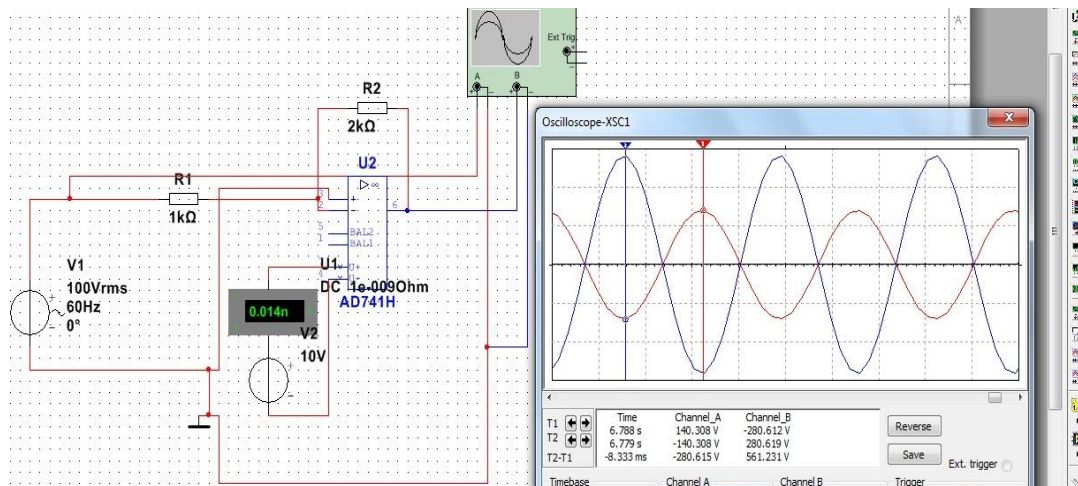 A
Ext Trig
+
−
A
B
+ − + −
R2
2kΩ
U2
▷∞
R1
1kΩ
3
+
2
−
6
5
BAL2
1
BAL1
U+
4
U-
U1
DC 1e-009Ohm
AD741H
V1
100Vrms
60Hz
0°
+
−
0.014n
V2
10V
+
−
Oscilloscope-XSC1
x
2
1
T1
T2
T2-T1
Time Channel_A Channel_B
6.788 s 140.308 V -280.612 V
6.779 s -140.308 V 280.619 V
-8.333 ms -280.615 V 561.231 V
Reverse
Save
Ext. trigger
Timebase Channel A Channel B Trigger